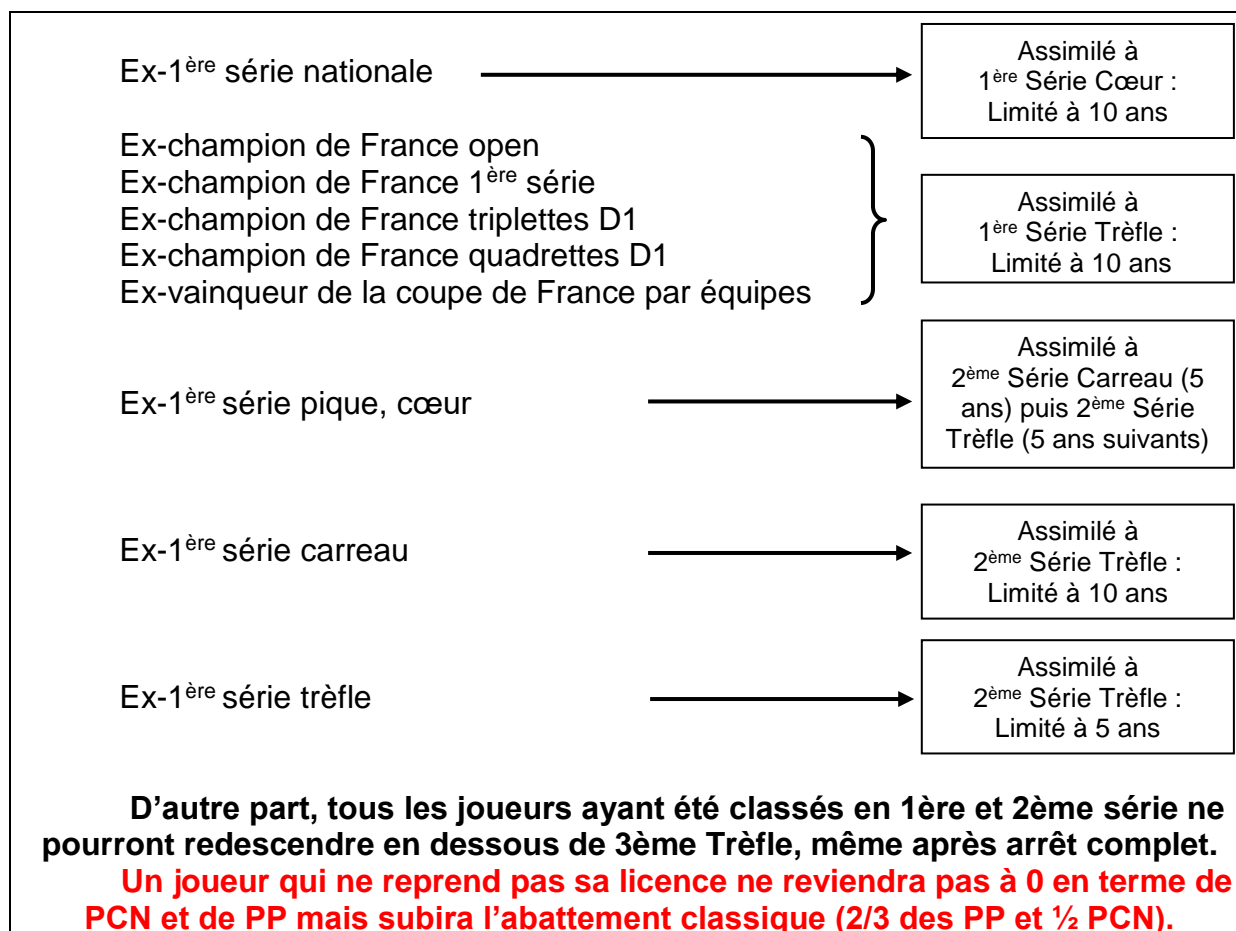 Ex-1ère série nationale
Assimilé à
1ère Série Cœur :
Limité à 10 ans
Ex-champion de France open
Ex-champion de France 1ère série
Ex-champion de France triplettes D1
Ex-champion de France quadrettes D1
Ex-vainqueur de la coupe de France par équipes
Assimilé à
1ère Série Trèfle :
Limité à 10 ans
Ex-1ère série pique, cœur
Assimilé à
2ème Série Carreau (5
ans) puis 2ème Série
Trèfle (5 ans suivants)
Ex-1ère série carreau
Assimilé à
2ème Série Trèfle :
Limité à 10 ans
Ex-1ère série trèfle
Assimilé à
2ème Série Trèfle :
Limité à 5 ans
D’autre part, tous les joueurs ayant été classés en 1ère et 2ème série ne
pourront redescendre en dessous de 3ème Trèfle, même après arrêt complet.
Un joueur qui ne reprend pas sa licence ne reviendra pas à 0 en terme de
PCN et de PP mais subira l’abattement classique (2/3 des PP et ½ PCN).